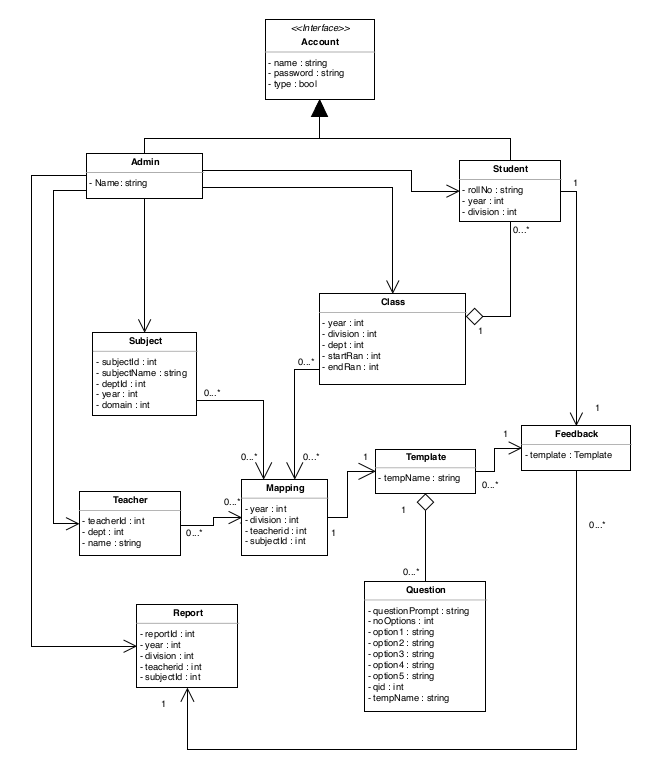 <<Interface>>
Account
- name : string
- password : string
- type : bool
Admin
- Name: string
Student
- rollNo : string
- year : int
- division : int
1
0...*
Class
- year : int
- division : int
- dept : int
- startRan : int
- endRan : int
1
0...*
Subject
- subjectId : int
- subjectName : string
- deptId : int
- year : int
- domain : int
0...*
0...*
0...*
1
Feedback
- template : Template
1
0...*
Template
- tempName : string
1
0...*
1
Mapping
- year : int
- division : int
- teacherid : int
- subjectId : int
0...*
1
Teacher
- teacherId : int
- dept : int
- name : string
0...*
0...*
Question
- questionPrompt : string
- noOptions : int
- option1 : string
- option2 : string
- option3 : string
- option4 : string
- option5 : string
- qid : int
- tempName : string
Report
- reportId : int
- year : int
- division : int
- teacherid : int
- subjectId : int
1